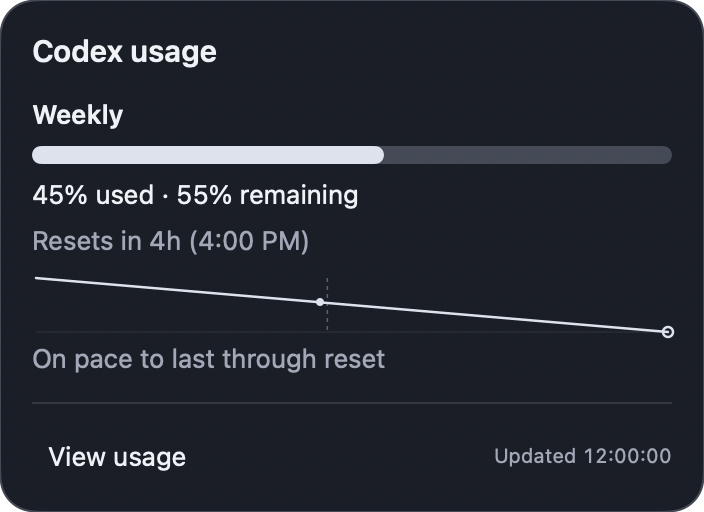 Codex usage
Weekly
45% used · 55% remaining
Resets in 4h (4:00 PM)
On pace to last through reset
View usage
Updated 12:00:00